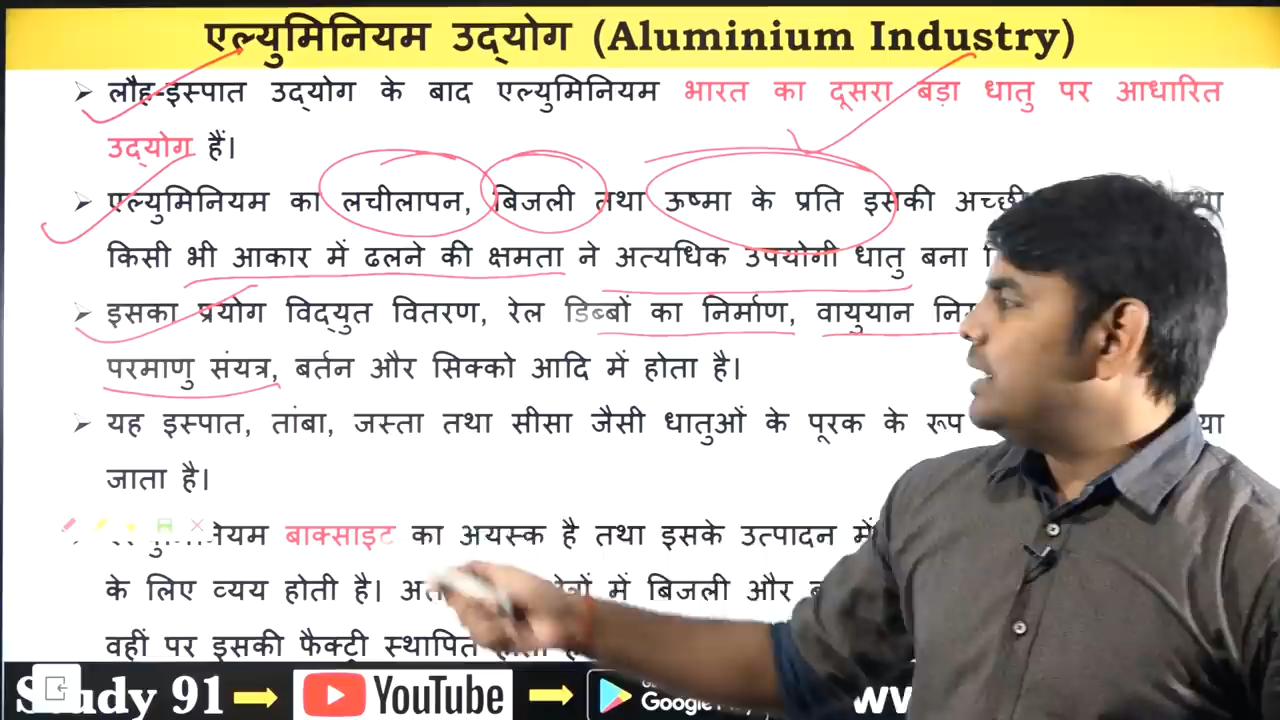 एल्युमिनियम उद्योग (Aluminium Industry)
लौह-इस्पात उद्योग के बाद एल्युमिनियम भारत का दूसरा बड़ा धातु पर आधारित
उद्योग हैं।
एल्युमिनियम का लचीलापन, बिजली तथा ऊष्मा के प्रति इसकी अच्छी
किसी भी आकार में ढलने की क्षमता ने अत्यधिक उपयोगी धातु बना
इसका प्रयोग विद्युत वितरण, रेल डिब्बों का निर्माण, वायुयान
परमाणु संयत्र, बर्तन और सिक्को आदि में होता है।
यह इस्पात, तांबा, जस्ता तथा सीसा जैसी धातुओं के पूरक के रूप
जाता है।
बाक्साइट का अयस्क है तथा इसके उत्पादन में
के लिए व्यय होती है। में बिजली और
वहीं पर इसकी फैक्ट्री स्थापित
Study 91 YouTube